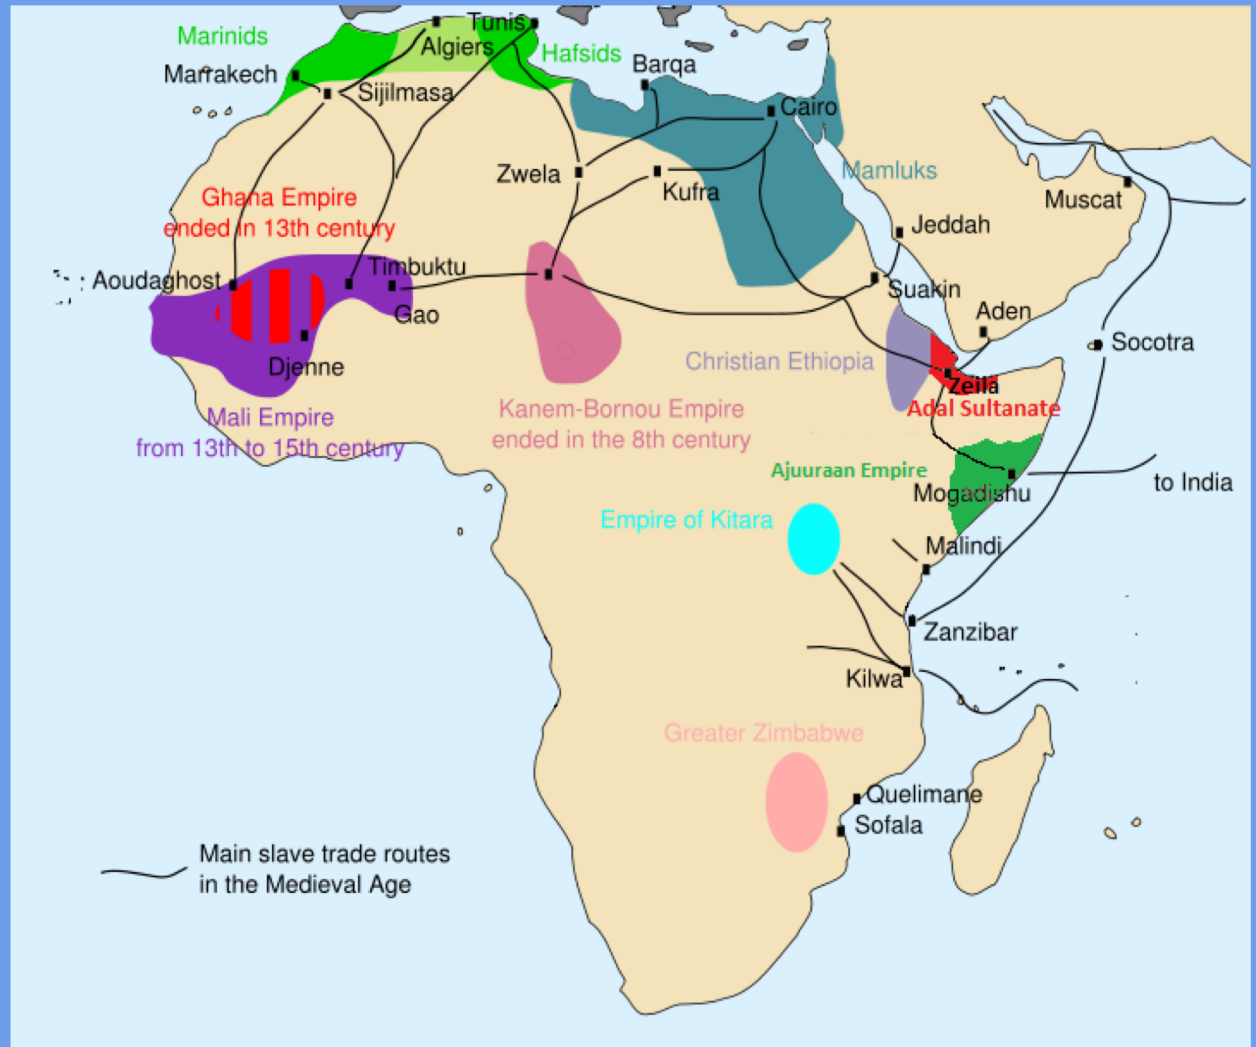 Marinids
Tunis
Algiers
Hafsids
Marrakech
Barqa
Sijilmasa
Cairo
Zwela
Kufra
Mamluks
Muscat
Ghana Empire
ended in 13th century
Jeddah
Aoudaghost
Timbuktu
Suakin
Gao
Aden
Djenne
Socotra
Christian Ethiopia
Zeila
Adal Sultanate
Mali Empire
from 13th to 15th century
Kanem-Bornou Empire
ended in the 8th century
Ajuuraan Empire
Mogadishu
to India
Empire of Kitara
Malindi
Zanzibar
Kilwa
Greater Zimbabwe
Quelimane
Sofala
Main slave trade routes
in the Medieval Age